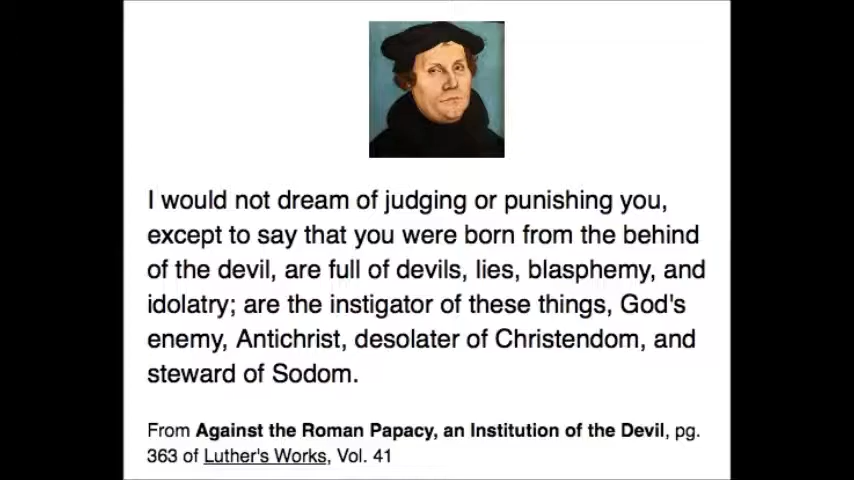 I would not dream of judging or punishing you,
except to say that you were born from the behind
of the devil, are full of devils, lies, blasphemy, and
idolatry; are the instigator of these things, God's
enemy, Antichrist, desolater of Christendom, and
steward of Sodom.
From Against the Roman Papacy, an Institution of the Devil, pg.
363 of Luther's Works, Vol. 41